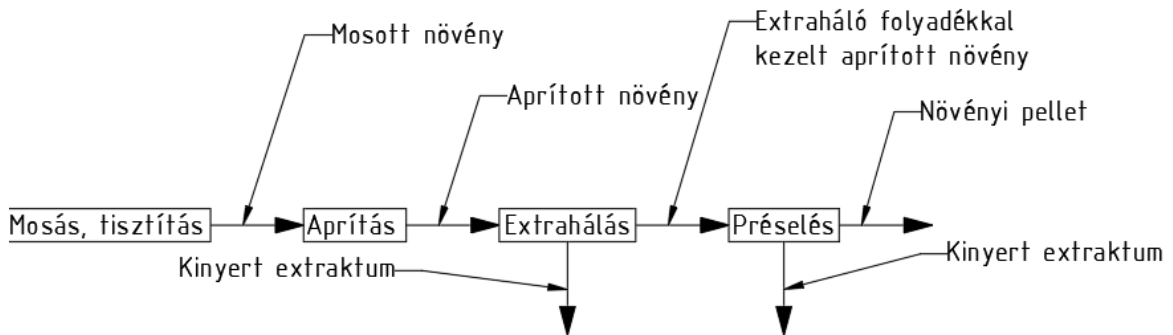 Mosott növény
Extraháló folyadékkal
kezelt aprított növény
Aprított növény
Növényi pellet
Mosás, tisztítás
Aprítás
Extrahálás
Préselés
Kinyert extraktum
Kinyert extraktum